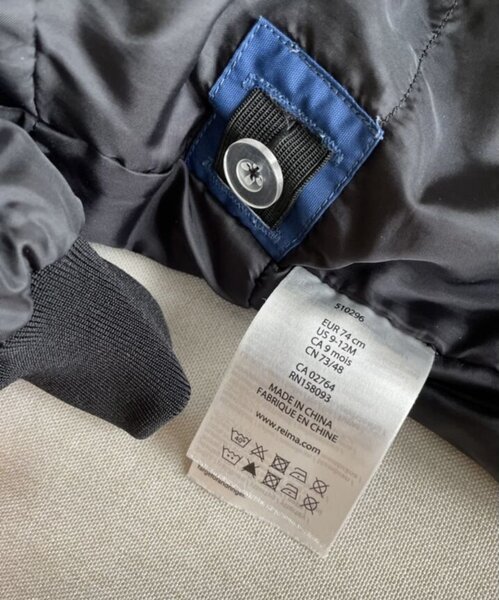 510296
EUR 74 cm
US 9-12M
CA 9 mois
CN 73/48
CA 02764
RN158093
MADE IN CHINA
FABRIQUE EN CHINE
www.reima.com